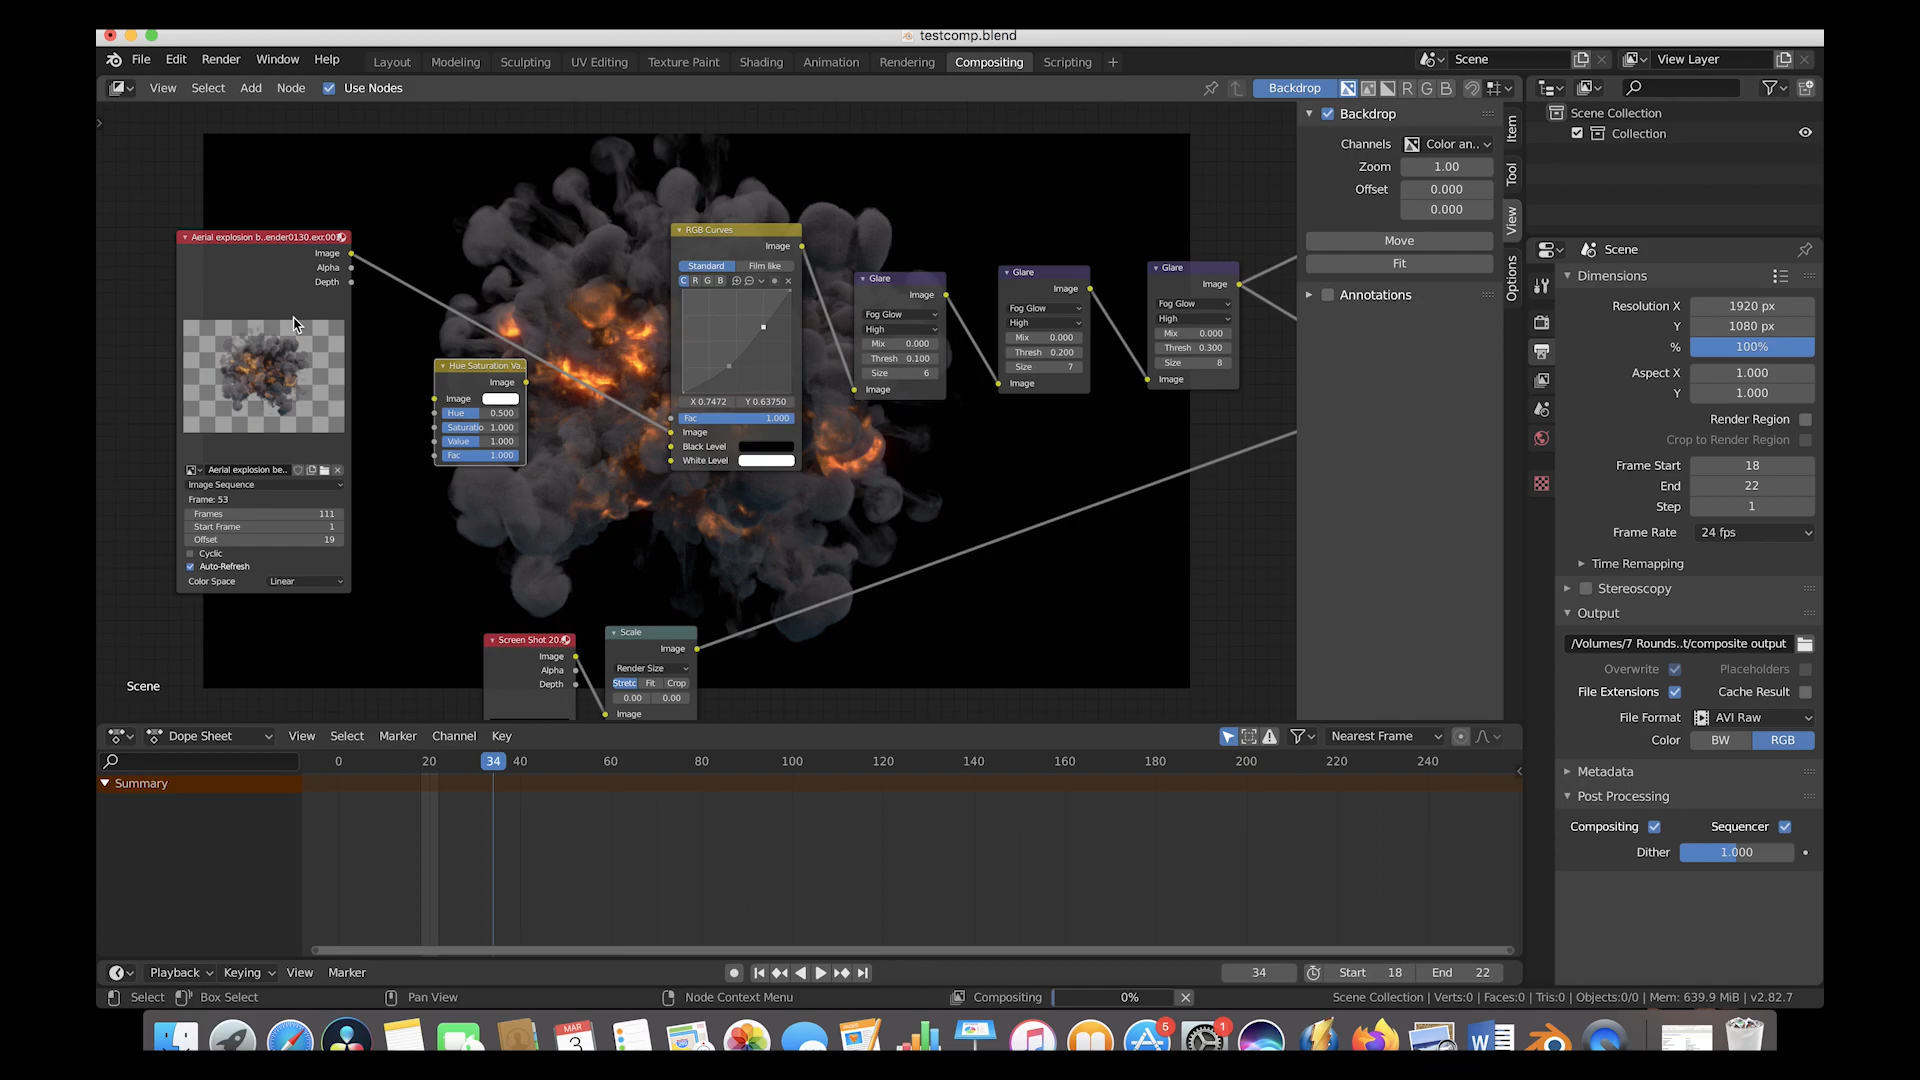 testcomp.blend
File Edit Render Window Help
Layout Modeling Sculpting UV Editing Texture Paint Shading Animation Rendering Compositing Scripting +
Scene
View Layer
View Select Add Node Use Nodes
Backdrop
R G B
Backdrop
Channels Color an..
Zoom 1.00
Offset 0.000
0.000
Move
Fit
Annotations
Item
Tool
View
Options
Scene Collection
Collection
Scene
Dimensions
Resolution X 1920 px
Y 1080 px
% 100%
Aspect X 1.000
Y 1.000
Render Region
Crop to Render Region
Frame Start 18
End 22
Step 1
Frame Rate 24 fps
Time Remapping
Stereoscopy
Output
/Volumes/7 Rounds..t/composite output
Overwrite Placeholders
File Extensions Cache Result
File Format AVI Raw
Color BW RGB
Metadata
Post Processing
Compositing Sequencer
Dither 1.000
Aerial explosion b..ender0130.exr.00
Image
Alpha
Depth
Aerial explosion be..
Image Sequence
Frame: 53
Frames 111
Start Frame 1
Offset 19
Cyclic
Auto-Refresh
Color Space Linear
Hue Saturation Va..
Image
Image
Hue 0.500
Saturatio 1.000
Value 1.000
Fac 1.000
RGB Curves
Image
Standard Film like
C R G B
X 0.7472 Y 0.63750
Fac 1.000
Image
Black Level
White Level
Glare
Image
Fog Glow
High
Mix 0.000
Thresh 0.100
Size 6
Image
Glare
Image
Fog Glow
High
Mix 0.000
Thresh 0.200
Size 7
Image
Glare
Image
Fog Glow
High
Mix 0.000
Thresh 0.300
Size 8
Image
Screen Shot 20.
Image
Alpha
Depth
Scale
Image
Render Size
Stretc Fit Crop
0.00 0.00
Image
Scene
Dope Sheet View Select Marker Channel Key
Nearest Frame
0 20 34 40 60 80 100 120 140 160 180 200 220 240
Summary
Playback Keying View Marker
34 Start 18 End 22
Select Box Select Pan View Node Context Menu
Compositing 0%
Scene Collection | Verts:0 | Faces:0 | Tris:0 | Objects:0/0 | Mem: 639.9 MiB | v2.82.7
MAR
3
5
1
W